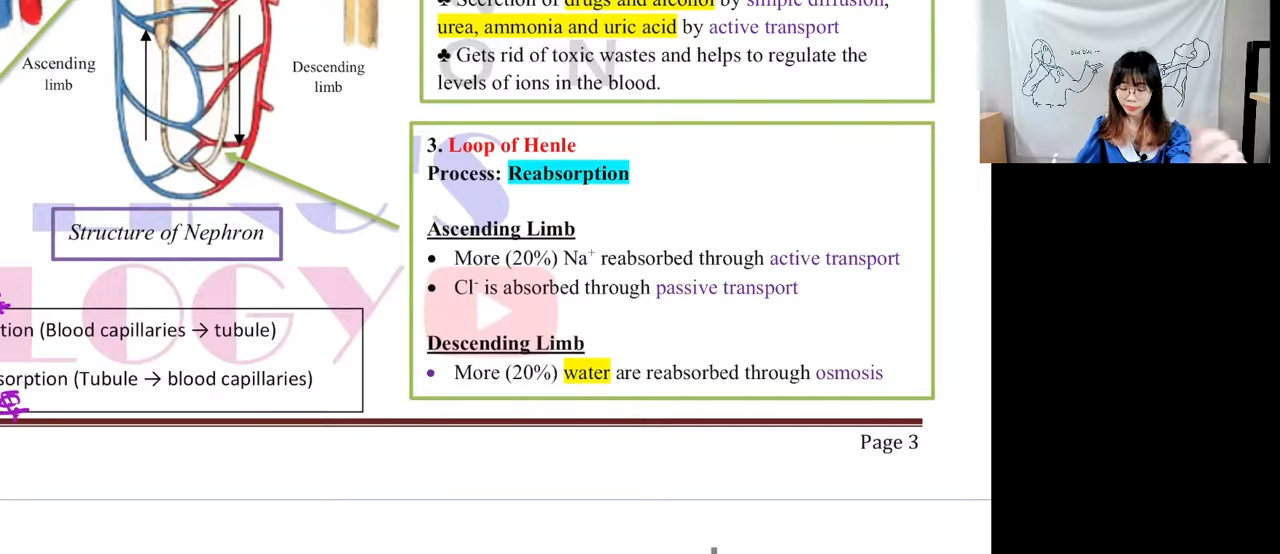 ♣ Secretion of drugs and alcohol by simple diffusion,
urea, ammonia and uric acid by active transport
♣ Gets rid of toxic wastes and helps to regulate the
levels of ions in the blood.
Ascending
limb
Descending
limb
Structure of Nephron
3. Loop of Henle
Process: Reabsorption
Ascending Limb
• More (20%) Na⁺ reabsorbed through active transport
• Cl⁻ is absorbed through passive transport
Descending Limb
• More (20%) water are reabsorbed through osmosis
tion (Blood capillaries → tubule)
sorption (Tubule → blood capillaries)
Page 3
LOGY